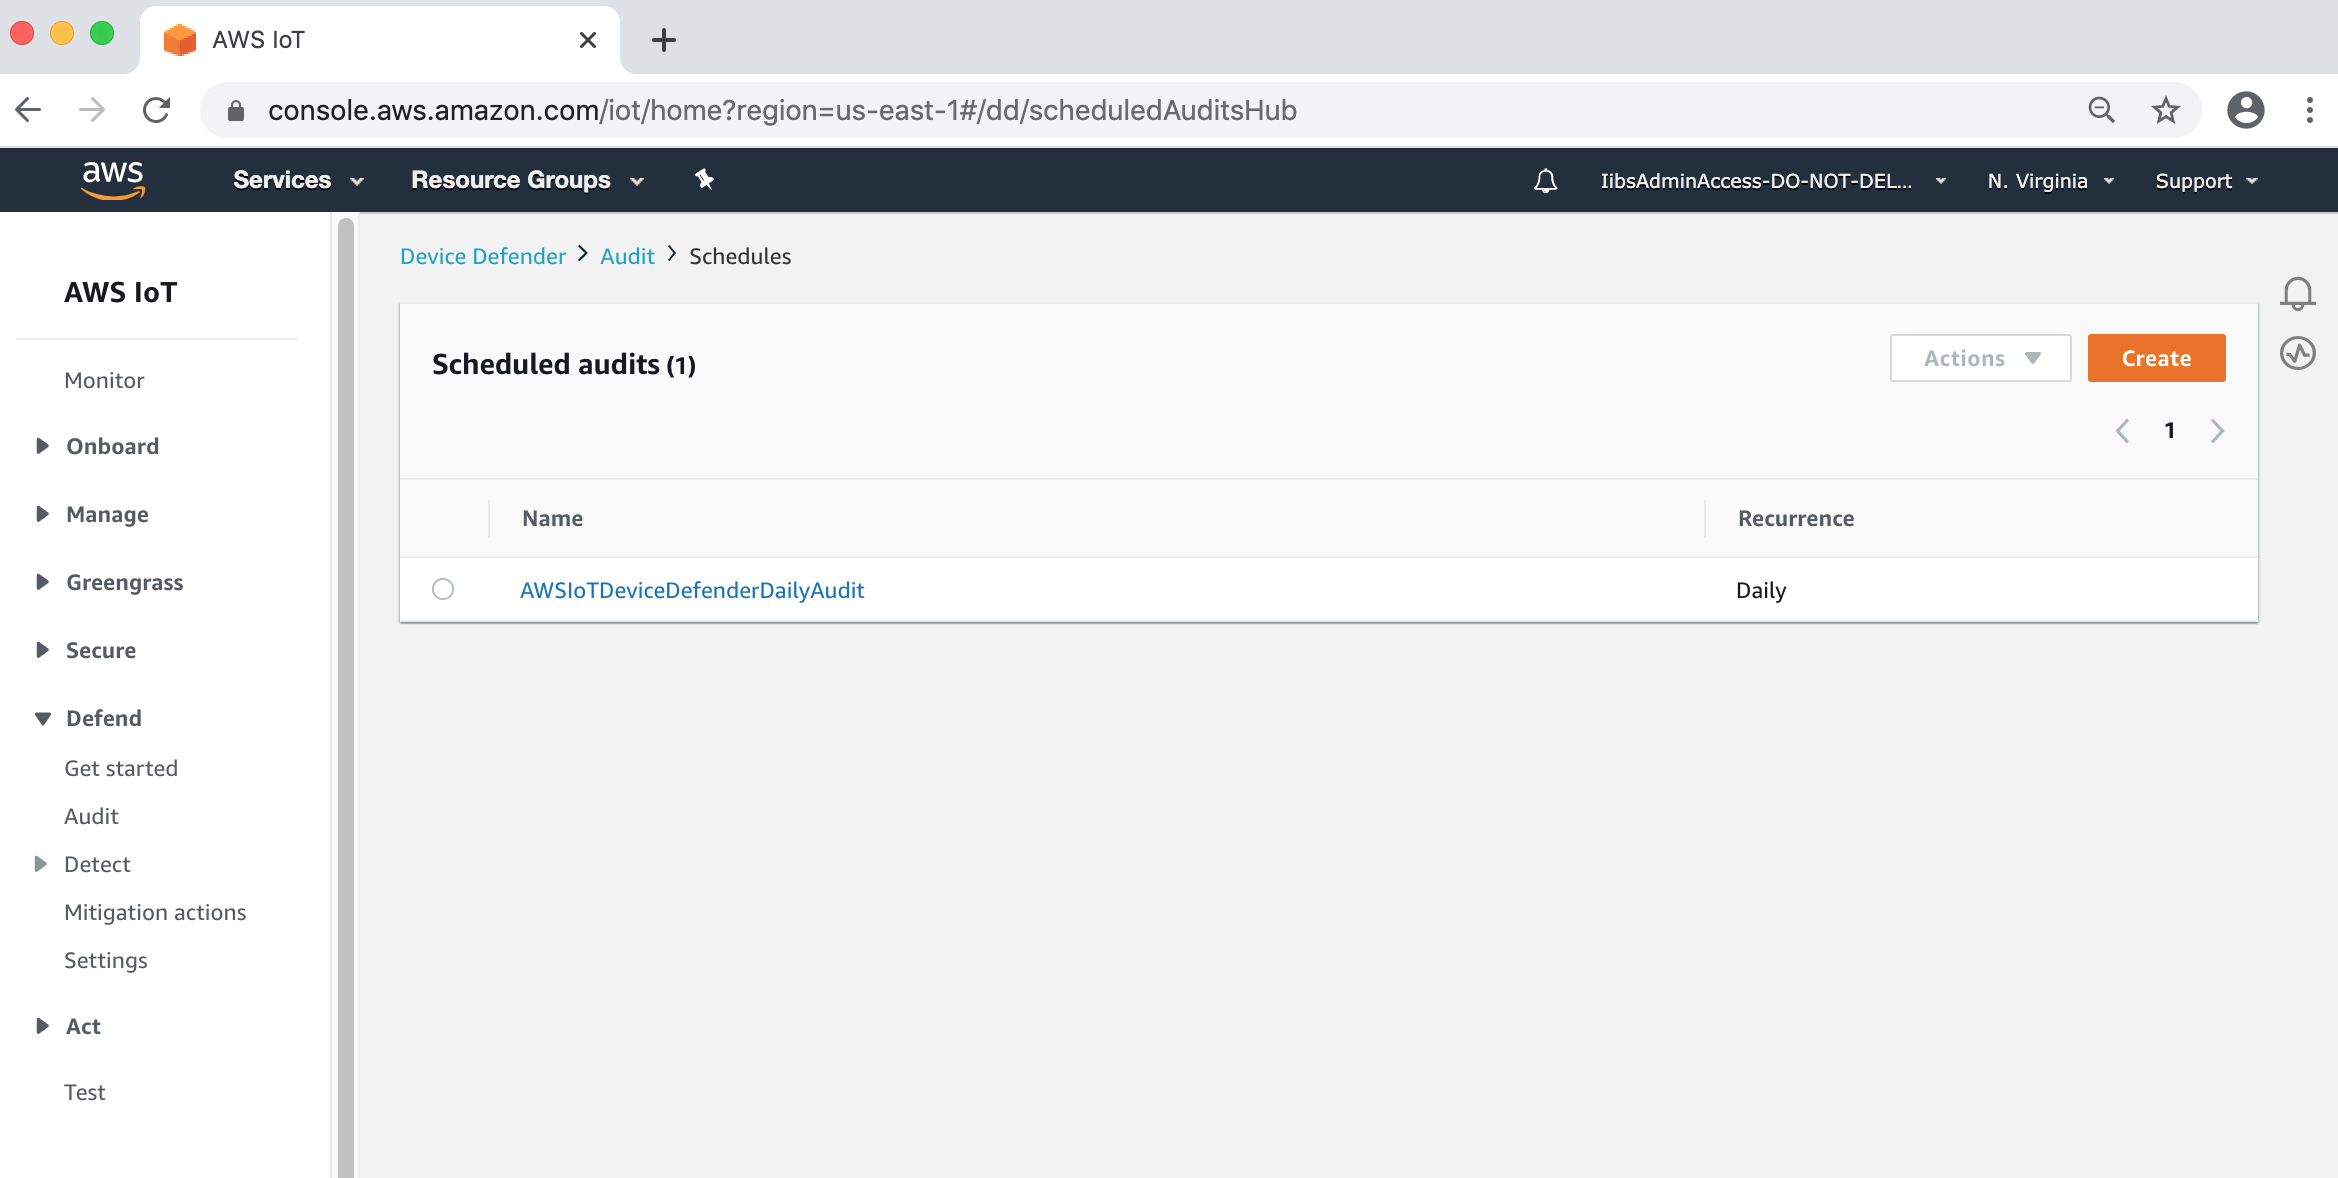 AWS IoT
console.aws.amazon.com/iot/home?region=us-east-1#/dd/scheduledAuditsHub
aws Services Resource Groups IibsAdminAccess-DO-NOT-DEL... N. Virginia Support
Device Defender > Audit > Schedules
AWS IoT
Monitor
Onboard
Manage
Greengrass
Secure
Defend
Get started
Audit
Detect
Mitigation actions
Settings
Act
Test
Scheduled audits (1)
Actions Create
1
Name Recurrence
AWSIoTDeviceDefenderDailyAudit Daily